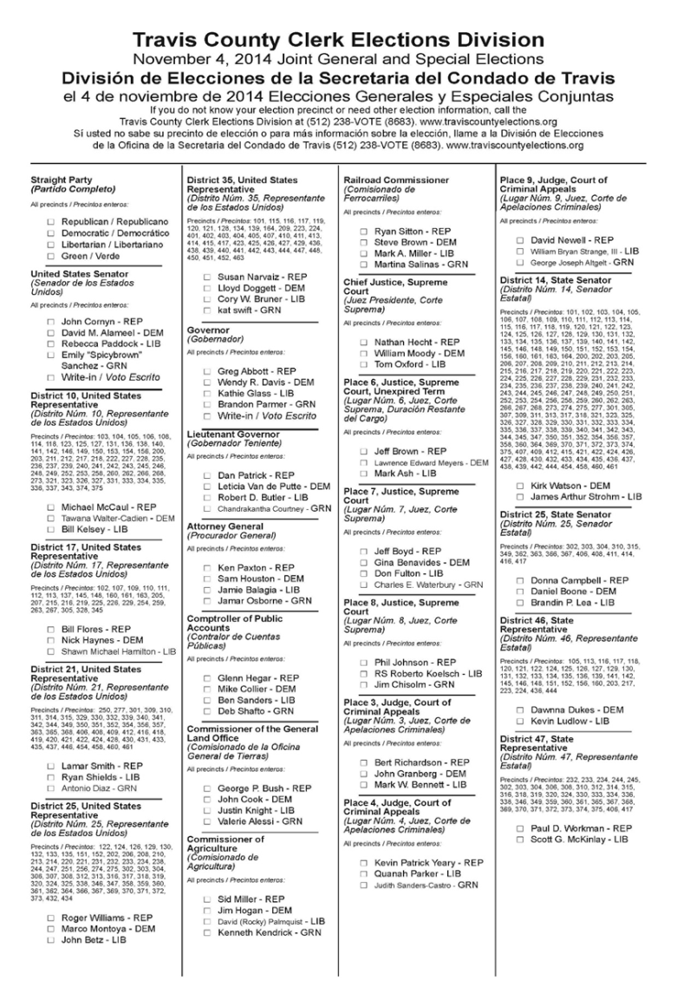 Travis County Clerk Elections Division
November 4, 2014 Joint General and Special Elections
División de Elecciones de la Secretaria del Condado de Travis
el 4 de noviembre de 2014 Elecciones Generales y Especiales Conjuntas
If you do not know your election precinct or need other election information, call the
Travis County Clerk Elections Division at (512) 238-VOTE (8683). www.traviscountyelections.org
Sí usted no sabe su precinto de elección o para más información sobre la elección, llame a la División de Elecciones
de la Oficina de la Secretaria del Condado de Travis (512) 238-VOTE (8683). www.traviscountyelections.org
Straight Party
(Partido Completo)
All precincts / Precintos enteros:
Republican / Republicano
Democratic / Democrático
Libertarian / Libertariano
Green / Verde
United States Senator
(Senador de los Estados
Unidos)
All precincts / Precintos enteros:
John Cornyn - REP
David M. Alameel - DEM
Rebecca Paddock - LIB
Emily "Spicybrown"
Sanchez - GRN
Write-in / Voto Escrito
District 10, United States
Representative
(Distrito Núm. 10, Representante
de los Estados Unidos)
Precincts / Precintos: 103, 104, 105, 106, 108,
114, 118, 123, 125, 127, 131, 136, 138, 140,
141, 142, 146, 149, 150, 153, 154, 156, 200,
203, 211, 212, 217, 218, 222, 227, 228, 235,
236, 237, 239, 240, 241, 242, 243, 245, 246,
248, 249, 252, 253, 258, 260, 262, 266, 268,
273, 321, 323, 326, 327, 331, 333, 334, 335,
336, 337, 343, 374, 375
Michael McCaul - REP
Tawana Walter-Cadien - DEM
Bill Kelsey - LIB
District 17, United States
Representative
(Distrito Núm. 17, Representante
de los Estados Unidos)
Precincts / Precintos: 102, 107, 109, 110, 111,
112, 113, 137, 145, 148, 160, 161, 163, 205,
207, 215, 216, 219, 225, 226, 229, 254, 259,
263, 267, 305, 328, 345
Bill Flores - REP
Nick Haynes - DEM
Shawn Michael Hamilton - LIB
District 21, United States
Representative
(Distrito Núm. 21, Representante
de los Estados Unidos)
Precincts / Precintos: 250, 277, 301, 309, 310,
311, 314, 315, 329, 330, 332, 339, 340, 341,
342, 344, 349, 350, 351, 352, 354, 356, 357,
363, 365, 368, 406, 408, 409, 412, 416, 418,
419, 420, 421, 422, 424, 428, 430, 431, 433,
435, 437, 446, 454, 458, 460, 461
Lamar Smith - REP
Ryan Shields - LIB
Antonio Diaz - GRN
District 25, United States
Representative
(Distrito Núm. 25, Representante
de los Estados Unidos)
Precincts / Precintos: 122, 124, 126, 129, 130,
132, 133, 135, 151, 152, 202, 206, 208, 210,
213, 214, 220, 221, 231, 232, 233, 234, 238,
244, 247, 251, 256, 274, 275, 302, 303, 304,
306, 307, 308, 312, 313, 316, 317, 318, 319,
320, 324, 325, 338, 346, 347, 358, 359, 360,
361, 362, 364, 366, 367, 369, 370, 371, 372,
373, 432, 434
Roger Williams - REP
Marco Montoya - DEM
John Betz - LIB
District 35, United States
Representative
(Distrito Núm. 35, Representante
de los Estados Unidos)
Precincts / Precintos: 101, 115, 116, 117, 119,
120, 121, 128, 134, 139, 164, 209, 223, 224,
401, 402, 403, 404, 405, 407, 410, 411, 413,
414, 415, 417, 423, 425, 426, 427, 429, 436,
438, 439, 440, 441, 442, 443, 444, 447, 448,
450, 451, 452, 463
Susan Narvaiz - REP
Lloyd Doggett - DEM
Cory W. Bruner - LIB
kat swift - GRN
Governor
(Gobernador)
All precincts / Precintos enteros:
Greg Abbott - REP
Wendy R. Davis - DEM
Kathie Glass - LIB
Brandon Parmer - GRN
Write-in / Voto Escrito
Lieutenant Governor
(Gobernador Teniente)
All precincts / Precintos enteros:
Dan Patrick - REP
Leticia Van de Putte - DEM
Robert D. Butler - LIB
Chandrakantha Courtney - GRN
Attorney General
(Procurador General)
All precincts / Precintos enteros:
Ken Paxton - REP
Sam Houston - DEM
Jamie Balagia - LIB
Jamar Osborne - GRN
Comptroller of Public
Accounts
(Contralor de Cuentas
Públicas)
All precincts / Precintos enteros:
Glenn Hegar - REP
Mike Collier - DEM
Ben Sanders - LIB
Deb Shafto - GRN
Commissioner of the General
Land Office
(Comisionado de la Oficina
General de Tierras)
All precincts / Precintos enteros:
George P. Bush - REP
John Cook - DEM
Justin Knight - LIB
Valerie Alessi - GRN
Commissioner of
Agriculture
(Comisionado de
Agricultura)
All precincts / Precintos enteros:
Sid Miller - REP
Jim Hogan - DEM
David (Rocky) Palmquist - LIB
Kenneth Kendrick - GRN
Railroad Commissioner
(Comisionado de
Ferrocarriles)
All precincts / Precintos enteros:
Ryan Sitton - REP
Steve Brown - DEM
Mark A. Miller - LIB
Martina Salinas - GRN
Chief Justice, Supreme
Court
(Juez Presidente, Corte
Suprema)
All precincts / Precintos enteros:
Nathan Hecht - REP
William Moody - DEM
Tom Oxford - LIB
Place 6, Justice, Supreme
Court, Unexpired Term
(Lugar Núm. 6, Juez, Corte
Suprema, Duración Restante
del Cargo)
All precincts / Precintos enteros:
Jeff Brown - REP
Lawrence Edward Meyers - DEM
Mark Ash - LIB
Place 7, Justice, Supreme
Court
(Lugar Núm. 7, Juez, Corte
Suprema)
All precincts / Precintos enteros:
Jeff Boyd - REP
Gina Benavides - DEM
Don Fulton - LIB
Charles E. Waterbury - GRN
Place 8, Justice, Supreme
Court
(Lugar Núm. 8, Juez, Corte
Suprema)
All precincts / Precintos enteros:
Phil Johnson - REP
RS Roberto Koelsch - LIB
Jim Chisolm - GRN
Place 3, Judge, Court of
Criminal Appeals
(Lugar Núm. 3, Juez, Corte de
Apelaciones Criminales)
All precincts / Precintos enteros:
Bert Richardson - REP
John Granberg - DEM
Mark W. Bennett - LIB
Place 4, Judge, Court of
Criminal Appeals
(Lugar Núm. 4, Juez, Corte de
Apelaciones Criminales)
All precincts / Precintos enteros:
Kevin Patrick Yeary - REP
Quanah Parker - LIB
Judith Sanders-Castro - GRN
Place 9, Judge, Court of
Criminal Appeals
(Lugar Núm. 9, Juez, Corte de
Apelaciones Criminales)
All precincts / Precintos enteros:
David Newell - REP
William Bryan Strange, III - LIB
George Joseph Altgelt - GRN
District 14, State Senator
(Distrito Núm. 14, Senador
Estatal)
Precincts / Precintos: 101, 102, 103, 104, 105,
106, 107, 108, 109, 110, 111, 112, 113, 114,
115, 116, 117, 118, 119, 120, 121, 122, 123,
124, 125, 126, 127, 128, 129, 130, 131, 132,
133, 134, 135, 136, 137, 139, 140, 141, 142,
145, 146, 148, 149, 150, 151, 152, 153, 154,
156, 160, 161, 163, 164, 200, 202, 203, 205,
206, 207, 208, 209, 210, 211, 212, 213, 214,
215, 216, 217, 218, 219, 220, 221, 222, 223,
224, 225, 226, 227, 228, 229, 231, 232, 233,
234, 235, 236, 237, 238, 239, 240, 241, 242,
243, 244, 245, 246, 247, 248, 249, 250, 251,
252, 253, 254, 256, 258, 259, 260, 262, 263,
266, 267, 268, 273, 274, 275, 277, 301, 305,
307, 309, 311, 313, 317, 318, 321, 323, 325,
326, 327, 328, 329, 330, 331, 332, 333, 334,
335, 336, 337, 338, 339, 340, 341, 342, 343,
344, 345, 347, 350, 351, 352, 354, 356, 357,
358, 360, 364, 369, 370, 371, 372, 373, 374,
375, 407, 409, 412, 415, 421, 422, 424, 426,
427, 428, 430, 432, 433, 434, 435, 436, 437,
438, 439, 442, 444, 454, 458, 460, 461
Kirk Watson - DEM
James Arthur Strohm - LIB
District 25, State Senator
(Distrito Núm. 25, Senador
Estatal)
Precincts / Precintos: 302, 303, 304, 310, 315,
349, 362, 363, 366, 367, 406, 408, 411, 414,
416, 417
Donna Campbell - REP
Daniel Boone - DEM
Brandin P. Lea - LIB
District 46, State
Representative
(Distrito Núm. 46, Representante
Estatal)
Precincts / Precintos: 105, 113, 116, 117, 118,
120, 121, 122, 124, 125, 126, 127, 129, 130,
131, 132, 133, 134, 135, 136, 139, 141, 142,
145, 146, 148, 151, 152, 156, 160, 203, 217,
223, 224, 436, 444
Dawnna Dukes - DEM
Kevin Ludlow - LIB
District 47, State
Representative
(Distrito Núm. 47, Representante
Estatal)
Precincts / Precintos: 232, 233, 234, 244, 245,
302, 303, 304, 306, 308, 310, 312, 314, 315,
316, 318, 319, 320, 324, 330, 333, 334, 336,
338, 346, 349, 359, 360, 361, 365, 367, 368,
369, 370, 371, 372, 373, 374, 375, 406, 417
Paul D. Workman - REP
Scott G. McKinlay - LIB